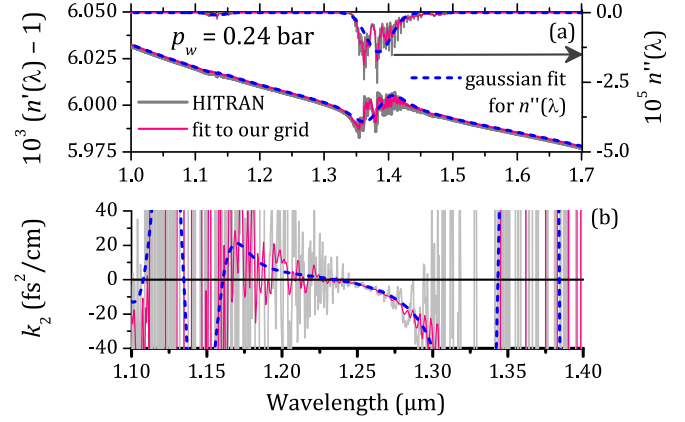 6.050
6.025
6.000
5.975
10³ (n'(λ) − 1)
p_w = 0.24 bar
(a)
HITRAN
fit to our grid
gaussian fit
for n''(λ)
0.0
-2.5
-5.0
10⁵ n''(λ)
1.0 1.1 1.2 1.3 1.4 1.5 1.6 1.7
(b)
40
20
0
-20
-40
k₂ (fs²/cm)
1.10 1.15 1.20 1.25 1.30 1.35 1.40
Wavelength (μm)